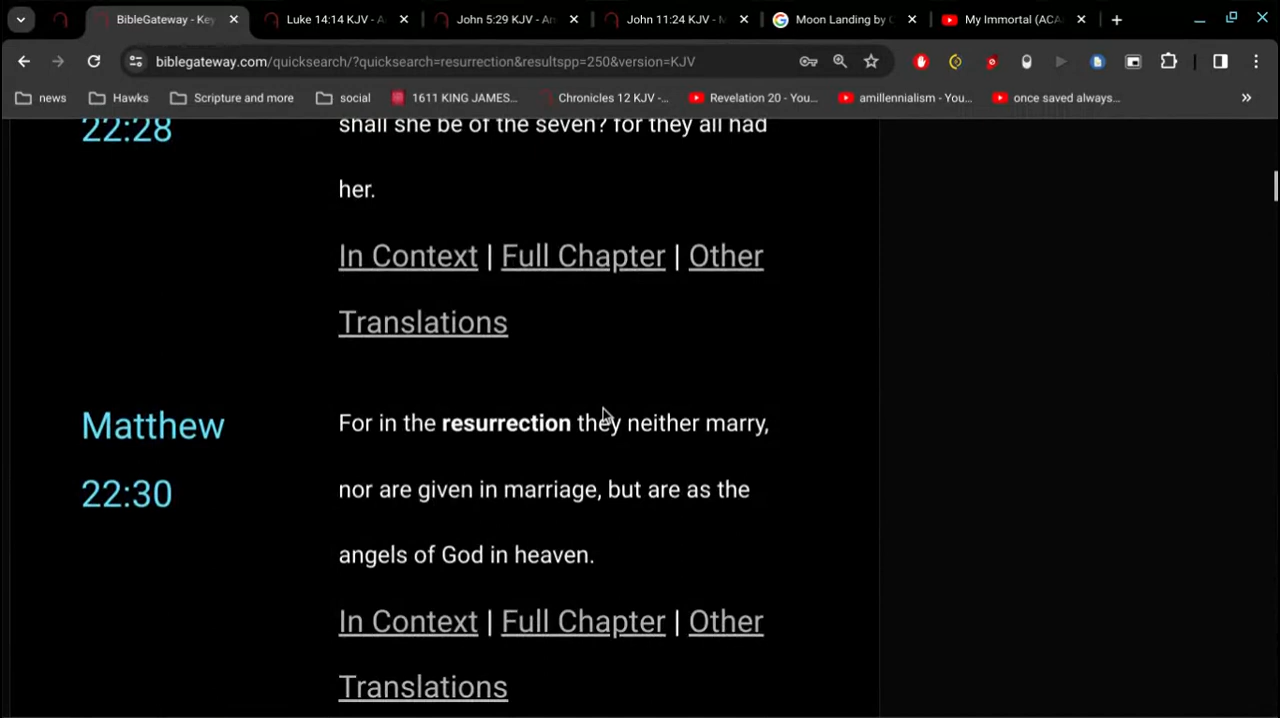 BibleGateway - Key
Luke 14:14 KJV - A
John 5:29 KJV - A
John 11:24 KJV - M
Moon Landing by
My Immortal (ACA
biblegateway.com/quicksearch/?quicksearch=resurrection&resultspp=250&version=KJV
news
Hawks
Scripture and more
social
1611 KING JAMES...
Chronicles 12 KJV -...
Revelation 20 - You...
amillennialism - You...
once saved always...
22:28
shall she be of the seven? for they all had
her.
In Context | Full Chapter | Other
Translations
Matthew
22:30
For in the resurrection they neither marry,
nor are given in marriage, but are as the
angels of God in heaven.
In Context | Full Chapter | Other
Translations